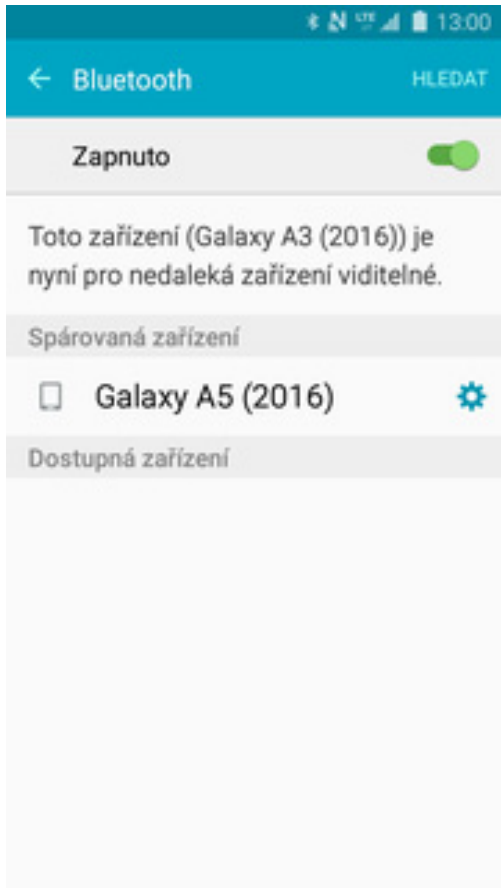 LTE 13:00
Bluetooth HLEDAT
Zapnuto
Toto zařízení (Galaxy A3 (2016)) je
nyní pro nedaleká zařízení viditelné.
Spárovaná zařízení
Galaxy A5 (2016)
Dostupná zařízení